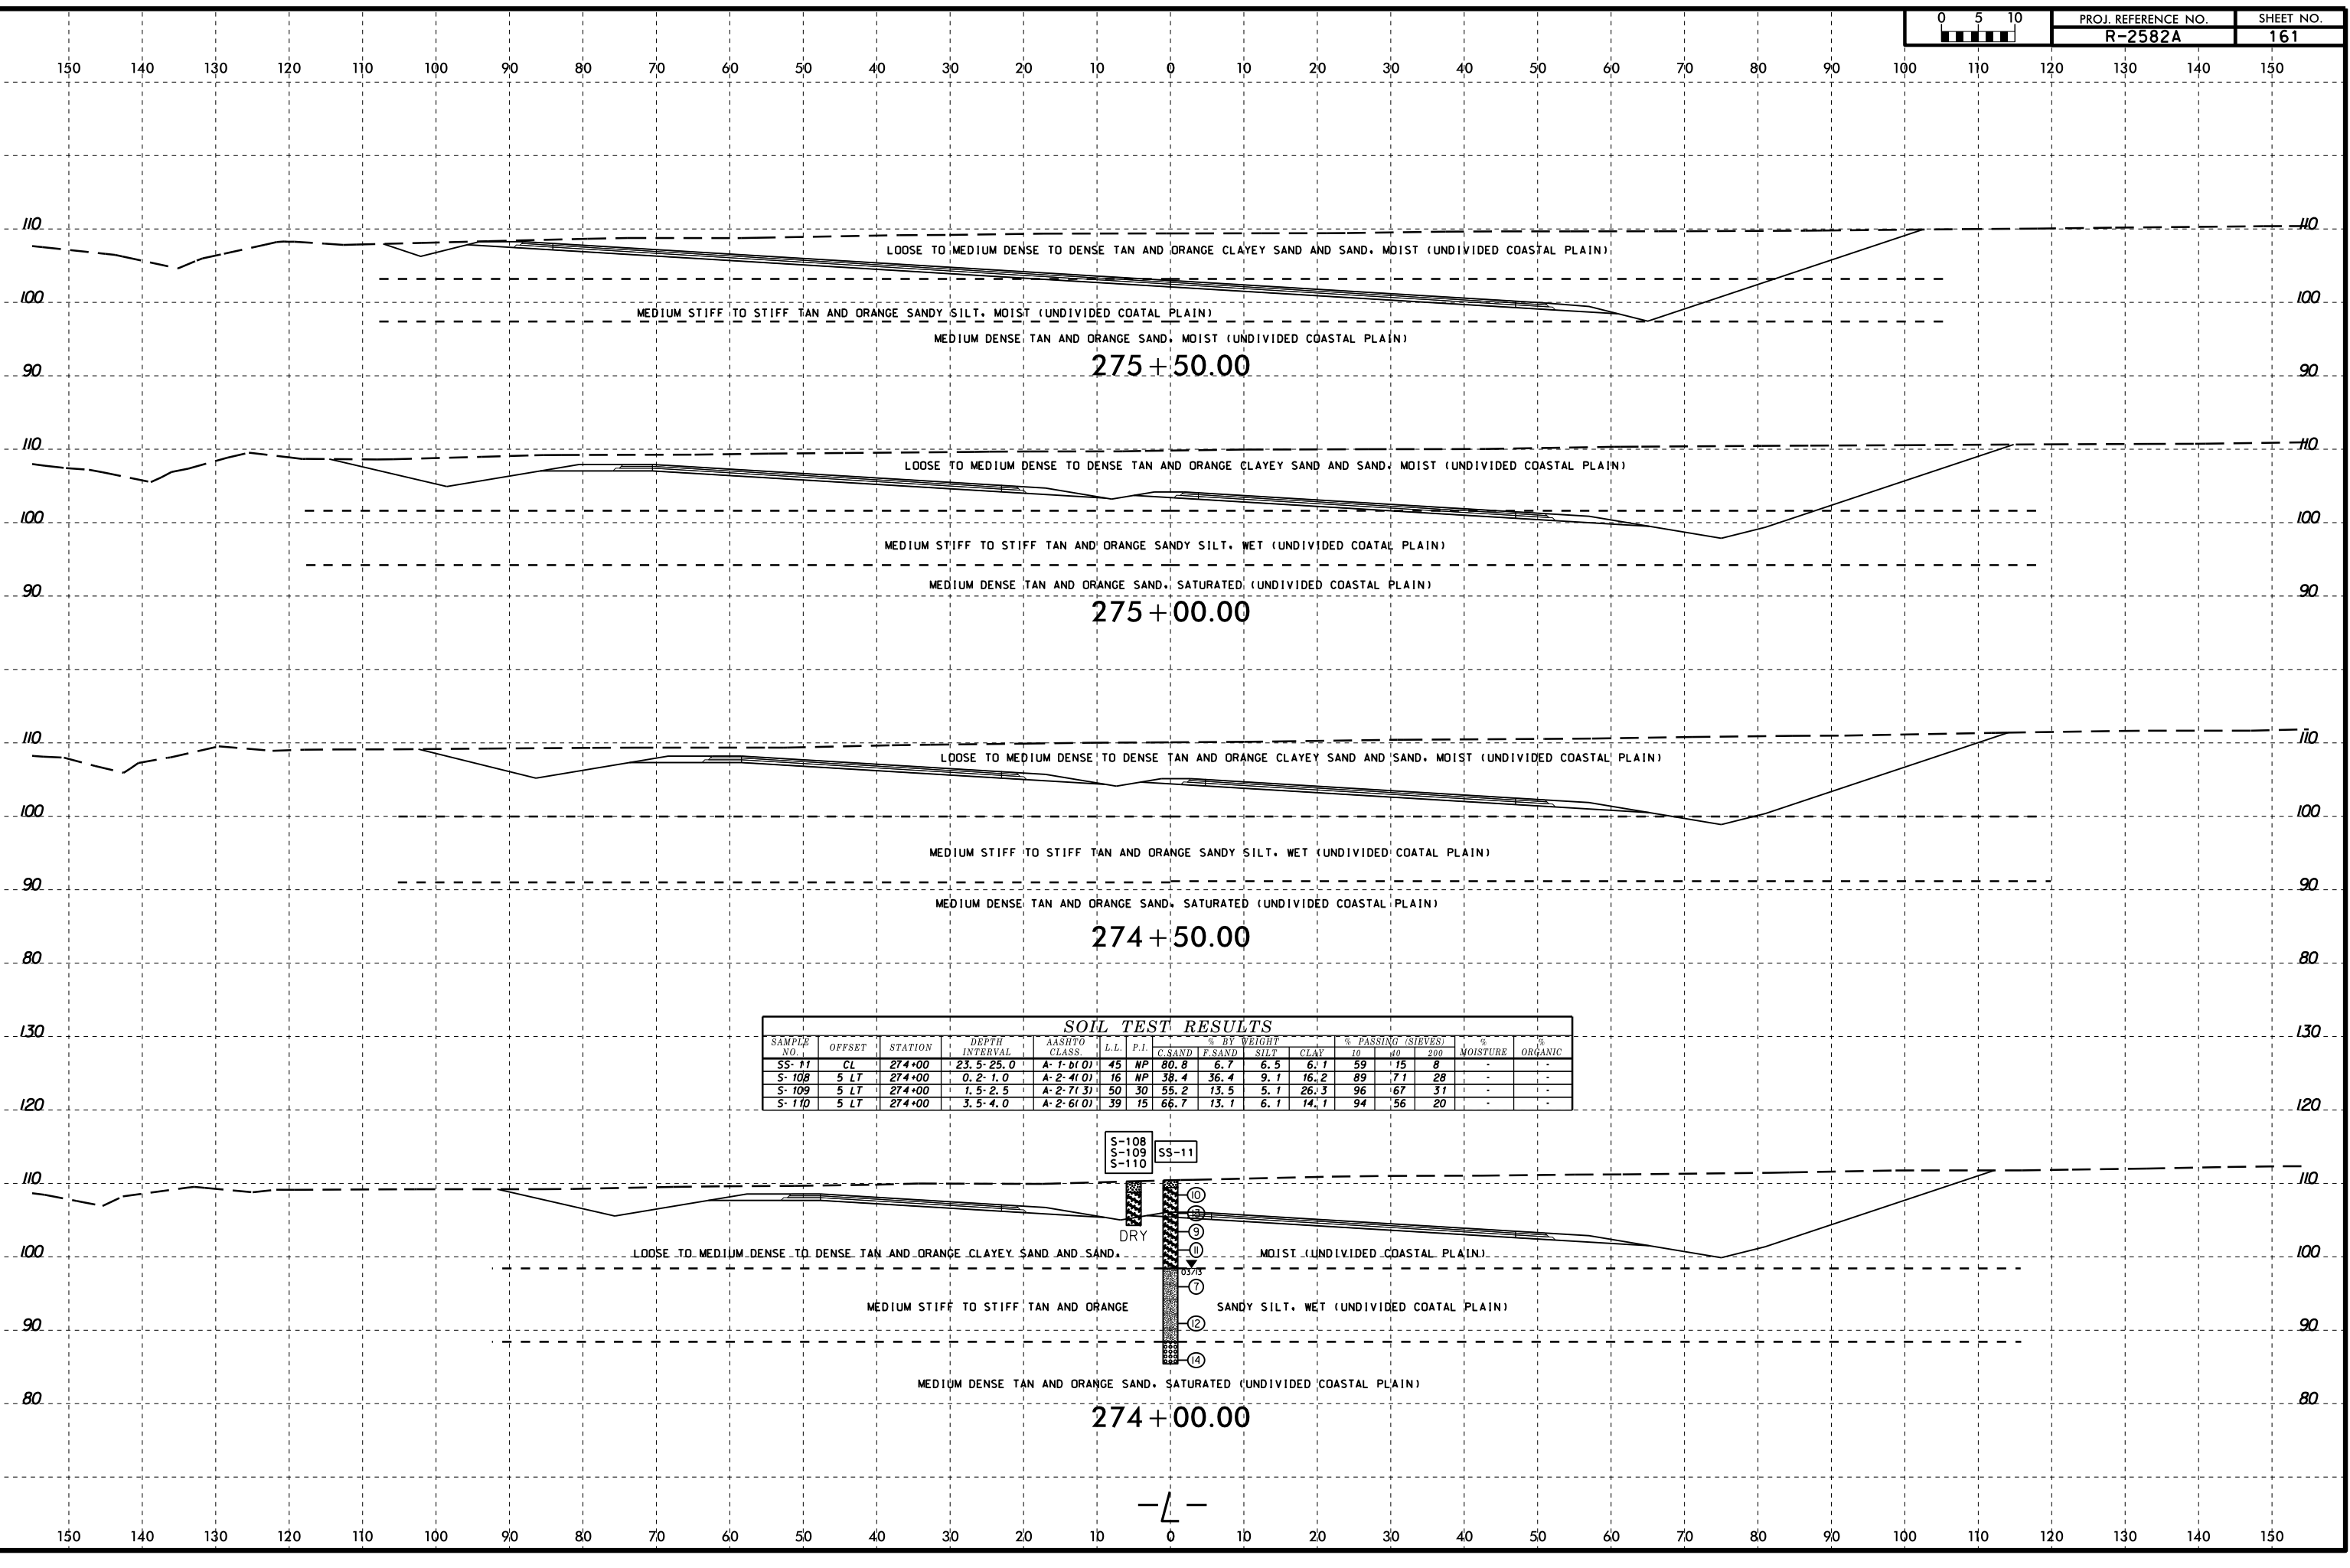 0 5 10
PROJ. REFERENCE NO. SHEET NO.
R-2582A 161
150 140 130 120 110 100 90 80 70 60 50 40 30 20 10 0 10 20 30 40 50 60 70 80 90 100 110 120 130 140 150
110 110
LOOSE TO MEDIUM DENSE TO DENSE TAN AND ORANGE CLAYEY SAND AND SAND, MOIST (UNDIVIDED COASTAL PLAIN)
100 100
MEDIUM STIFF TO STIFF TAN AND ORANGE SANDY SILT, MOIST (UNDIVIDED COATAL PLAIN)
MEDIUM DENSE TAN AND ORANGE SAND, MOIST (UNDIVIDED COASTAL PLAIN)
275+50.00
90 90
110 110
LOOSE TO MEDIUM DENSE TO DENSE TAN AND ORANGE CLAYEY SAND AND SAND, MOIST (UNDIVIDED COASTAL PLAIN)
100 100
MEDIUM STIFF TO STIFF TAN AND ORANGE SANDY SILT, WET (UNDIVIDED COATAL PLAIN)
MEDIUM DENSE TAN AND ORANGE SAND, SATURATED (UNDIVIDED COASTAL PLAIN)
90 90
275+00.00
110 110
LOOSE TO MEDIUM DENSE TO DENSE TAN AND ORANGE CLAYEY SAND AND SAND, MOIST (UNDIVIDED COASTAL PLAIN)
100 100
MEDIUM STIFF TO STIFF TAN AND ORANGE SANDY SILT, WET (UNDIVIDED COATAL PLAIN)
90 90
MEDIUM DENSE TAN AND ORANGE SAND, SATURATED (UNDIVIDED COASTAL PLAIN)
274+50.00
80 80
130 130
SOIL TEST RESULTS
SAMPLE NO. OFFSET STATION DEPTH INTERVAL AASHTO CLASS. L.L. P.I. % BY WEIGHT C.SAND F.SAND SILT CLAY % PASSING (SIEVES) 10 40 200 % MOISTURE % ORGANIC
SS-11 CL 274+00 23.5-25.0 A-1-b(0) 45 NP 80.8 6.7 6.5 6.1 59 15 8 - -
S-108 5 LT 274+00 0.2-1.0 A-2-4(0) 16 NP 38.4 36.4 9.1 16.2 89 71 28 - -
S-109 5 LT 274+00 1.5-2.5 A-2-7(3) 50 30 55.2 13.5 5.1 26.3 96 67 31 - -
S-110 5 LT 274+00 3.5-4.0 A-2-6(0) 39 15 66.7 13.1 6.1 14.1 94 56 20 - -
120 120
S-108
S-109 SS-11
S-110
110 110
10
9
DRY
11
100 100
LOOSE TO MEDIUM DENSE TO DENSE TAN AND ORANGE CLAYEY SAND AND SAND, MOIST (UNDIVIDED COASTAL PLAIN)
03/13
7
MEDIUM STIFF TO STIFF TAN AND ORANGE SANDY SILT, WET (UNDIVIDED COATAL PLAIN)
12
90 90
14
MEDIUM DENSE TAN AND ORANGE SAND, SATURATED (UNDIVIDED COASTAL PLAIN)
80 80
274+00.00
-L-
150 140 130 120 110 100 90 80 70 60 50 40 30 20 10 0 10 20 30 40 50 60 70 80 90 100 110 120 130 140 150